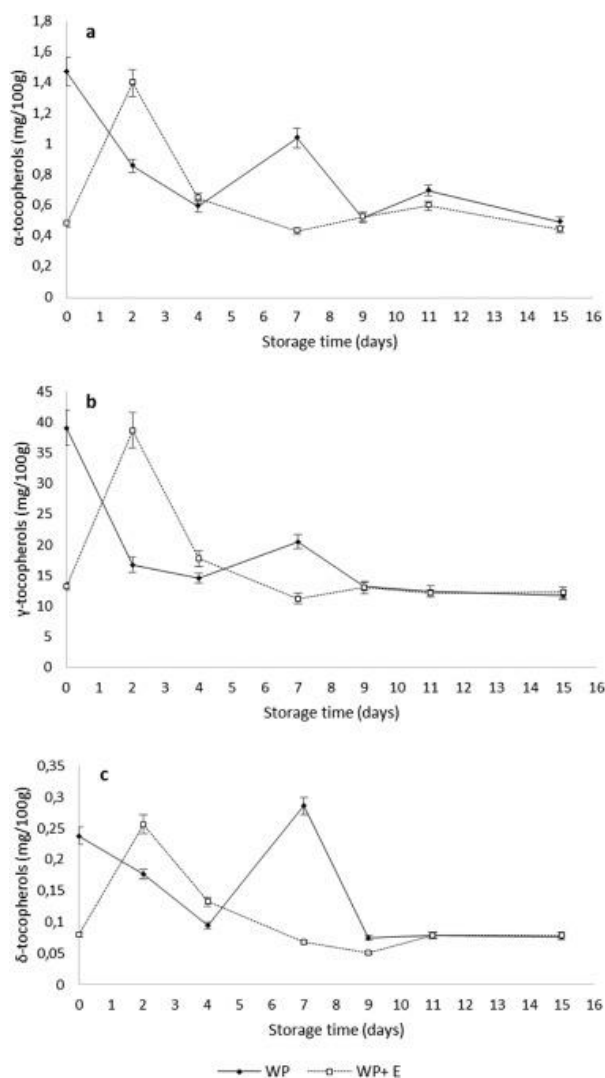 a
α-tocopherols (mg/100g)
1,8
1,6
1,4
1,2
1
0,8
0,6
0,4
0,2
0
0 1 2 3 4 5 6 7 8 9 10 11 12 13 14 15 16
Storage time (days)
b
γ-tocopherols (mg/100g)
45
40
35
30
25
20
15
10
5
0
0 1 2 3 4 5 6 7 8 9 10 11 12 13 14 15 16
Storage time (days)
c
δ-tocopherols (mg/100g)
0,35
0,3
0,25
0,2
0,15
0,1
0,05
0
0 1 2 3 4 5 6 7 8 9 10 11 12 13 14 15 16
Storage time (days)
WP WP+ E